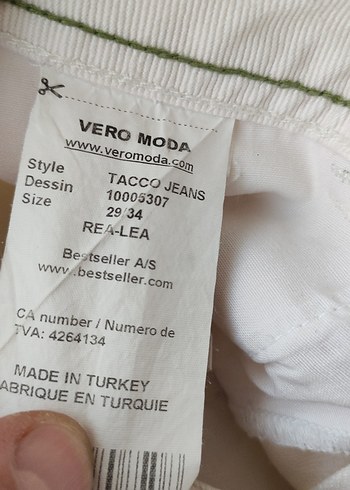 VERO MODA
www.veromoda.com
Style TACCO JEANS
Dessin 10005307
Size 29/34
REA-LEA
Bestseller A/S
www.bestseller.com
CA number / Numero de
TVA: 4264134
MADE IN TURKEY
ABRIQUE EN TURQUIE